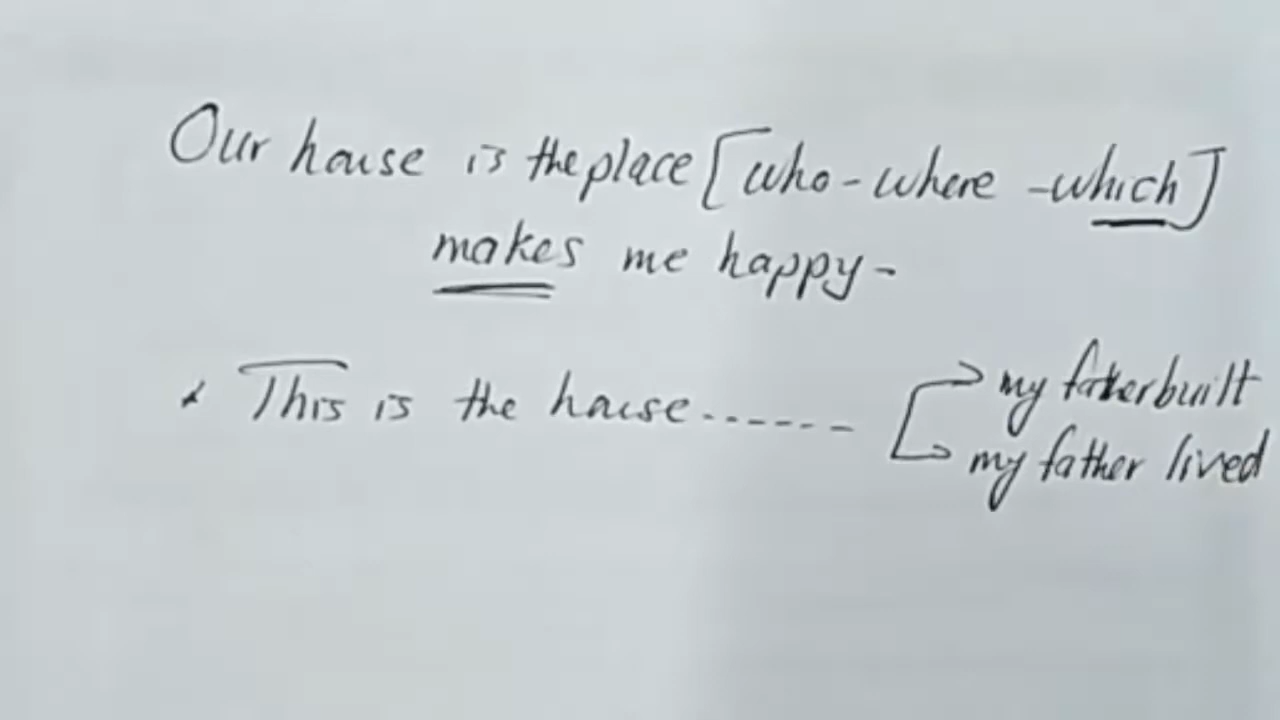 Our house is the place [who - where - which]
makes me happy -
* This is the house ------ my father built
my father lived